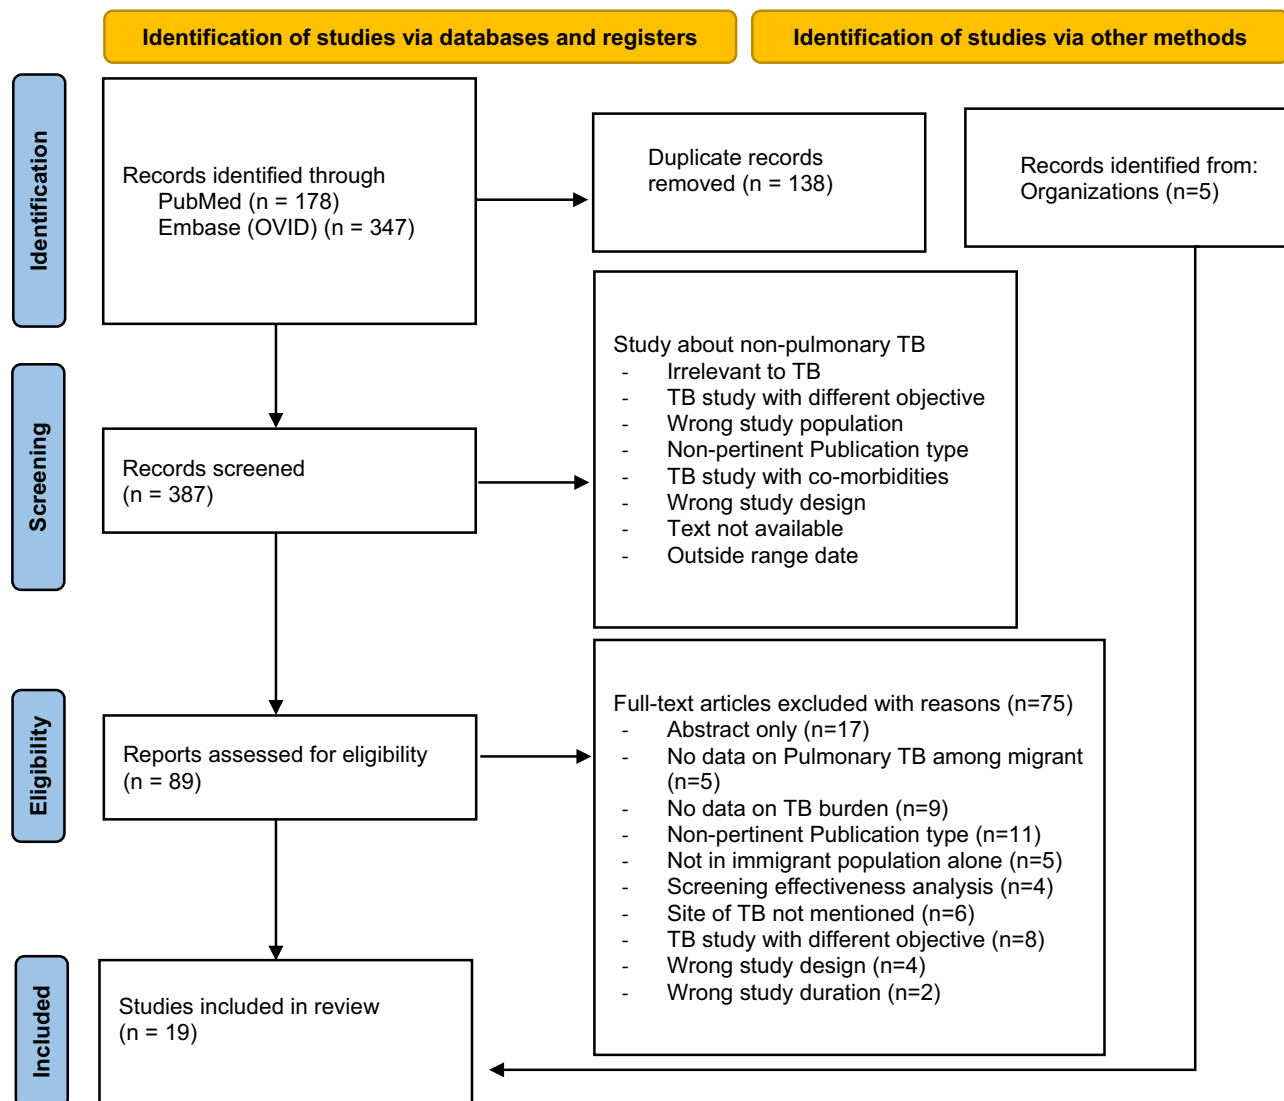 Identification of studies via databases and registers
Identification of studies via other methods
Identification
Records identified through
PubMed (n = 178)
Embase (OVID) (n = 347)
Duplicate records
removed (n = 138)
Records identified from:
Organizations (n=5)
Screening
Records screened
(n = 387)
Study about non-pulmonary TB
- Irrelevant to TB
- TB study with different objective
- Wrong study population
- Non-pertinent Publication type
- TB study with co-morbidities
- Wrong study design
- Text not available
- Outside range date
Eligibility
Reports assessed for eligibility
(n = 89)
Full-text articles excluded with reasons (n=75)
- Abstract only (n=17)
- No data on Pulmonary TB among migrant
(n=5)
- No data on TB burden (n=9)
- Non-pertinent Publication type (n=11)
- Not in immigrant population alone (n=5)
- Screening effectiveness analysis (n=4)
- Site of TB not mentioned (n=6)
- TB study with different objective (n=8)
- Wrong study design (n=4)
- Wrong study duration (n=2)
Included
Studies included in review
(n = 19)